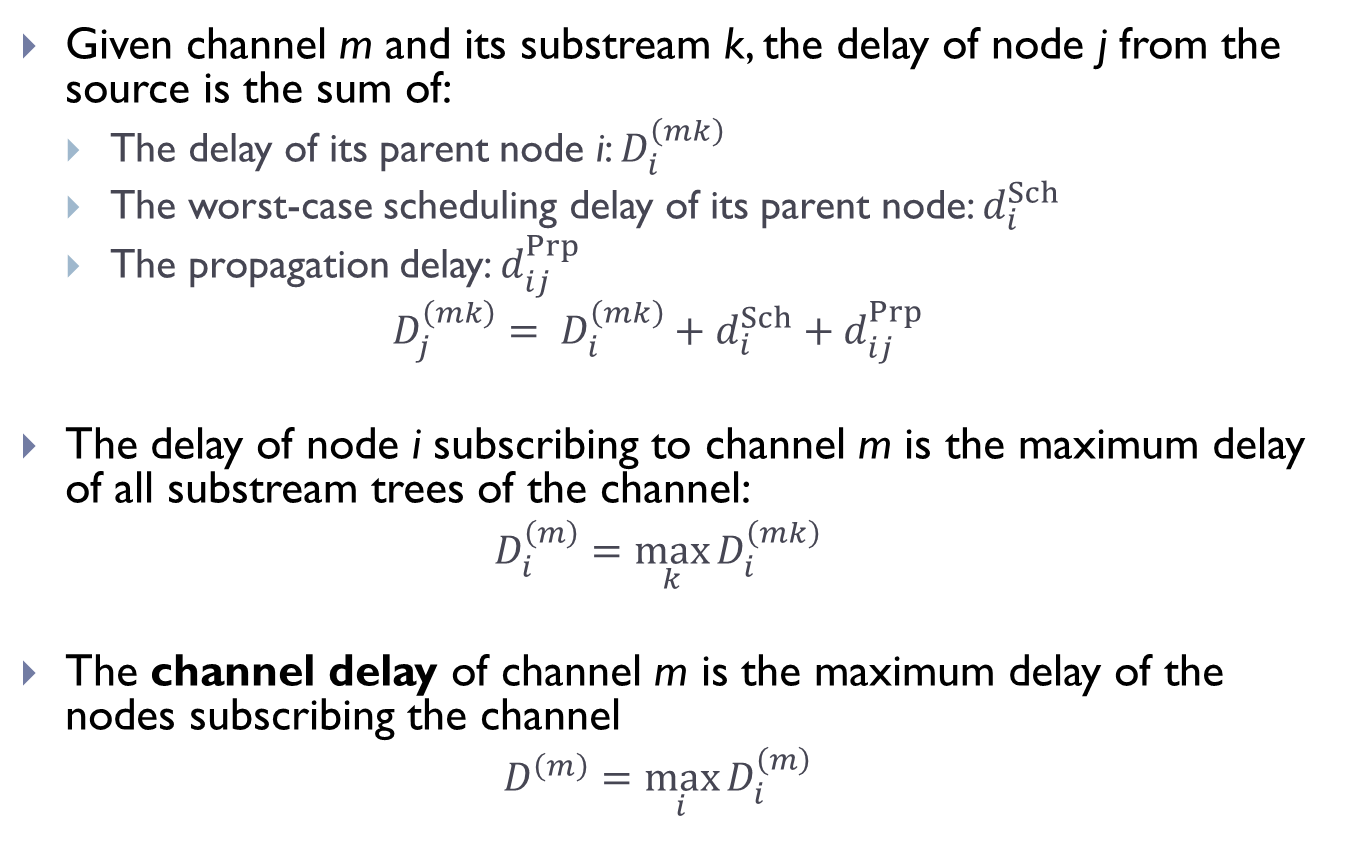 Given channel m and its substream k, the delay of node j from the
source is the sum of:
The delay of its parent node i: D_i^{(mk)}
The worst-case scheduling delay of its parent node: d_i^{Sch}
The propagation delay: d_{ij}^{Prp}
D_j^{(mk)} = D_i^{(mk)} + d_i^{Sch} + d_{ij}^{Prp}
The delay of node i subscribing to channel m is the maximum delay
of all substream trees of the channel:
D_i^{(m)} = max_k D_i^{(mk)}
The channel delay of channel m is the maximum delay of the
nodes subscribing the channel
D^{(m)} = max_i D_i^{(m)}